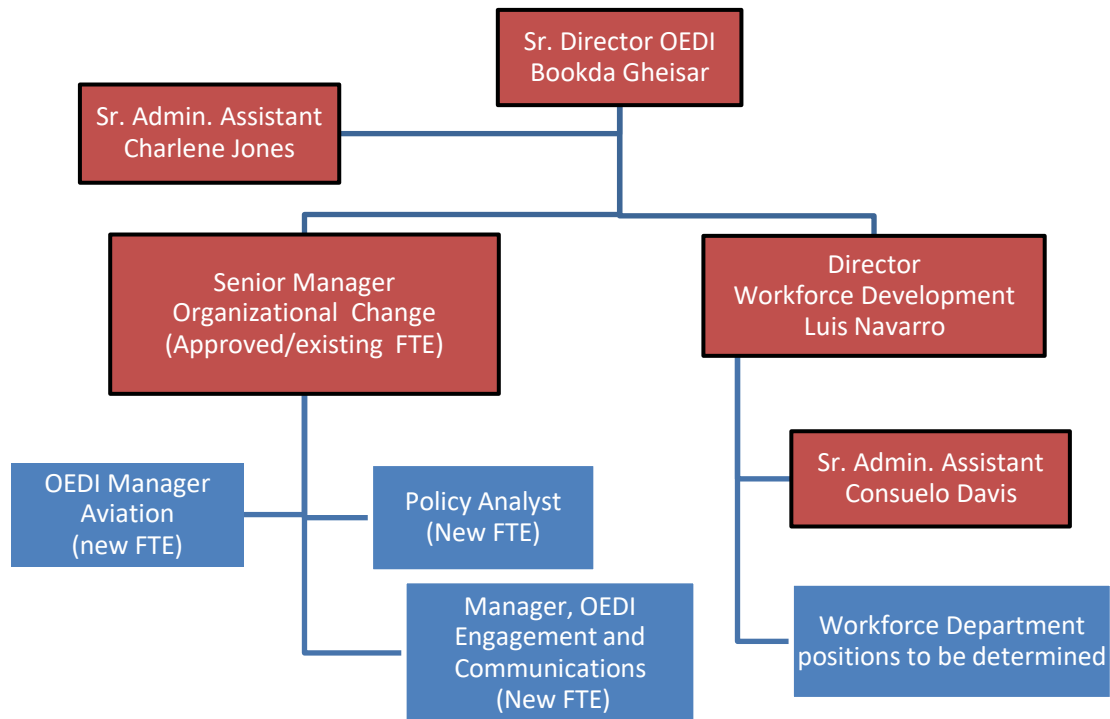 Sr. Director OEDI
Bookda Gheisar
Sr. Admin. Assistant
Charlene Jones
Senior Manager
Organizational Change
(Approved/existing FTE)
Director
Workforce Development
Luis Navarro
Sr. Admin. Assistant
Consuelo Davis
OEDI Manager
Aviation
(new FTE)
Policy Analyst
(New FTE)
Manager, OEDI
Engagement and
Communications
(New FTE)
Workforce Department
positions to be determined